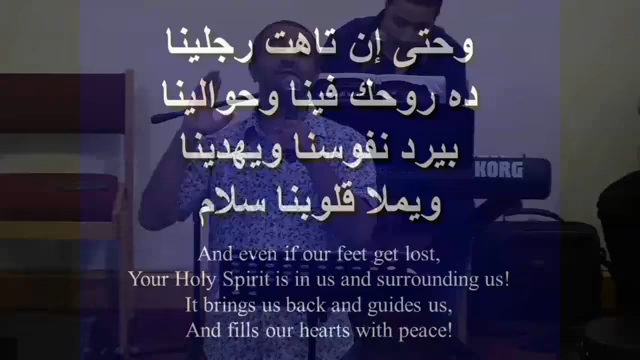 وحتى إن تاهت رجلينا
ده روحك فينا وحوالينا
بيرد نفوسنا ويهدينا
ويملا قلوبنا سلام
And even if our feet get lost,
Your Holy Spirit is in us and surrounding us!
It brings us back and guides us,
And fills our hearts with peace!
KORG